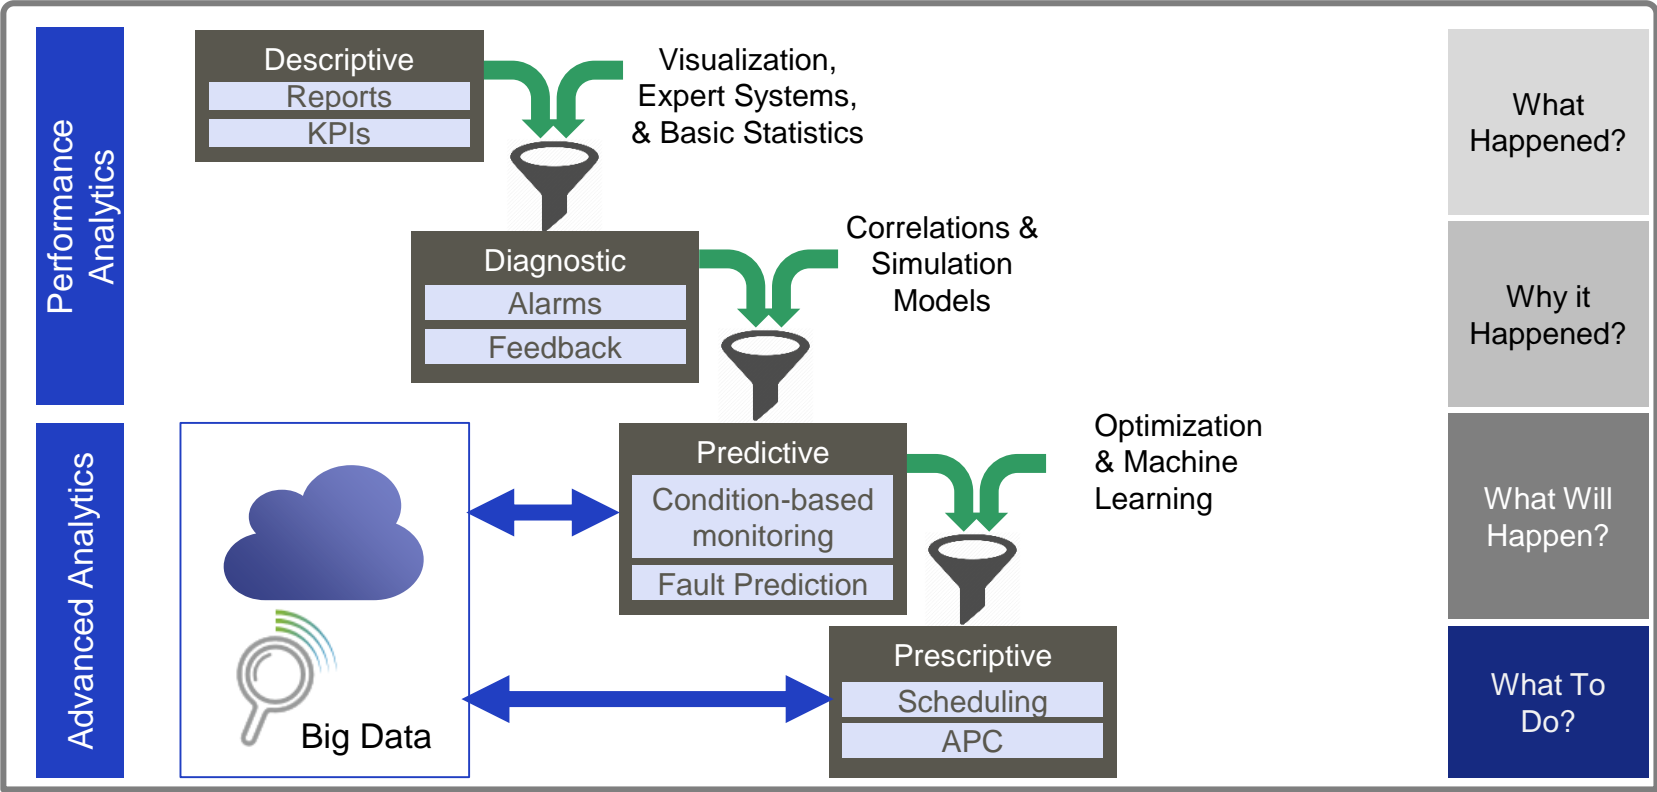 Performance
Analytics
Descriptive
Reports
KPIs
Visualization,
Expert Systems,
& Basic Statistics
What
Happened?
Diagnostic
Alarms
Feedback
Correlations &
Simulation
Models
Why it
Happened?
Advanced Analytics
Big Data
Predictive
Condition-based
monitoring
Fault Prediction
Optimization
& Machine
Learning
What Will
Happen?
Prescriptive
Scheduling
APC
What To
Do?